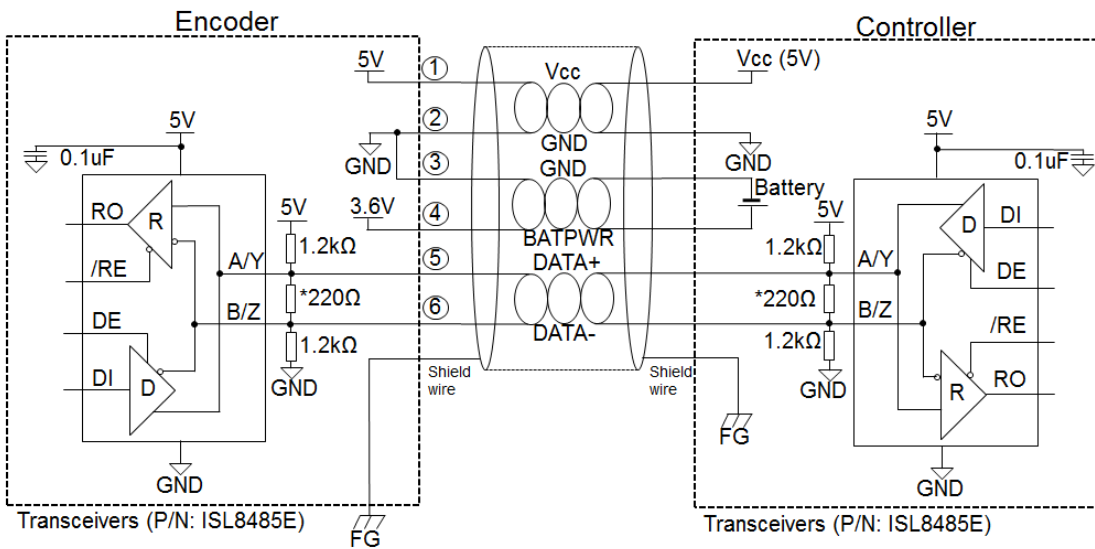 Encoder
Controller
5V
①
Vcc
Vcc (5V)
②
GND
GND
GND
5V
0.1uF
③
GND
Battery
5V
0.1uF
RO
R
5V
3.6V
④
BATPWR
5V
D
DI
1.2kΩ
1.2kΩ
/RE
A/Y
⑤
DATA+
A/Y
DE
*220Ω
*220Ω
DE
B/Z
⑥
DATA-
B/Z
/RE
1.2kΩ
1.2kΩ
DI
D
GND
Shield
wire
Shield
wire
GND
R
RO
FG
GND
GND
Transceivers (P/N: ISL8485E)
FG
Transceivers (P/N: ISL8485E)